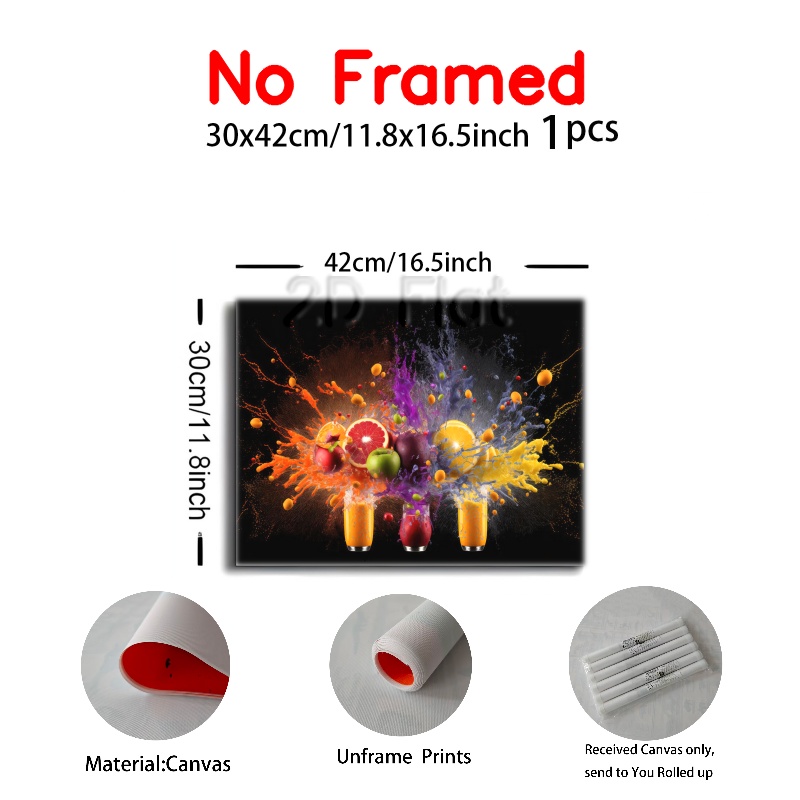 No Framed
30x42cm/11.8x16.5inch 1pcs
42cm/16.5inch
2D Flat
30cm/11.8inch
Material:Canvas
Unframe Prints
Received Canvas only,
send to You Rolled up